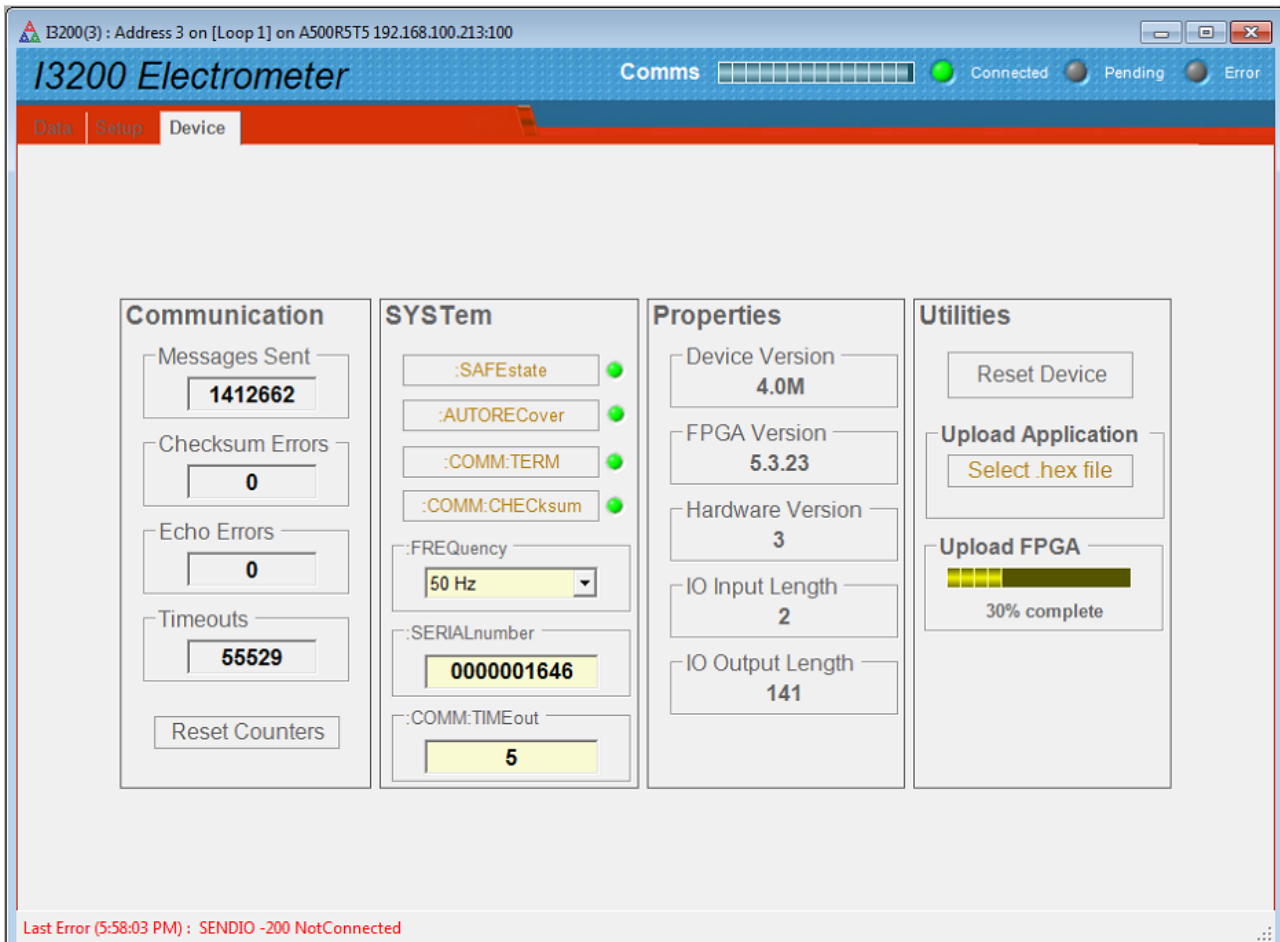 I3200(3) : Address 3 on [Loop 1] on A500R5T5 192.168.100.213:100
I3200 Electrometer
Comms
Connected
Pending
Error
Data
Setup
Device
Communication
Messages Sent
1412662
Checksum Errors
0
Echo Errors
0
Timeouts
55529
Reset Counters
SYSTem
:SAFEstate
:AUTORECover
:COMM:TERM
:COMM:CHECksum
:FREQuency
50 Hz
:SERIALnumber
0000001646
:COMM:TIMEout
5
Properties
Device Version
4.0M
FPGA Version
5.3.23
Hardware Version
3
IO Input Length
2
IO Output Length
141
Utilities
Reset Device
Upload Application
Select .hex file
Upload FPGA
30% complete
Last Error (5:58:03 PM) : SENDIO -200 NotConnected